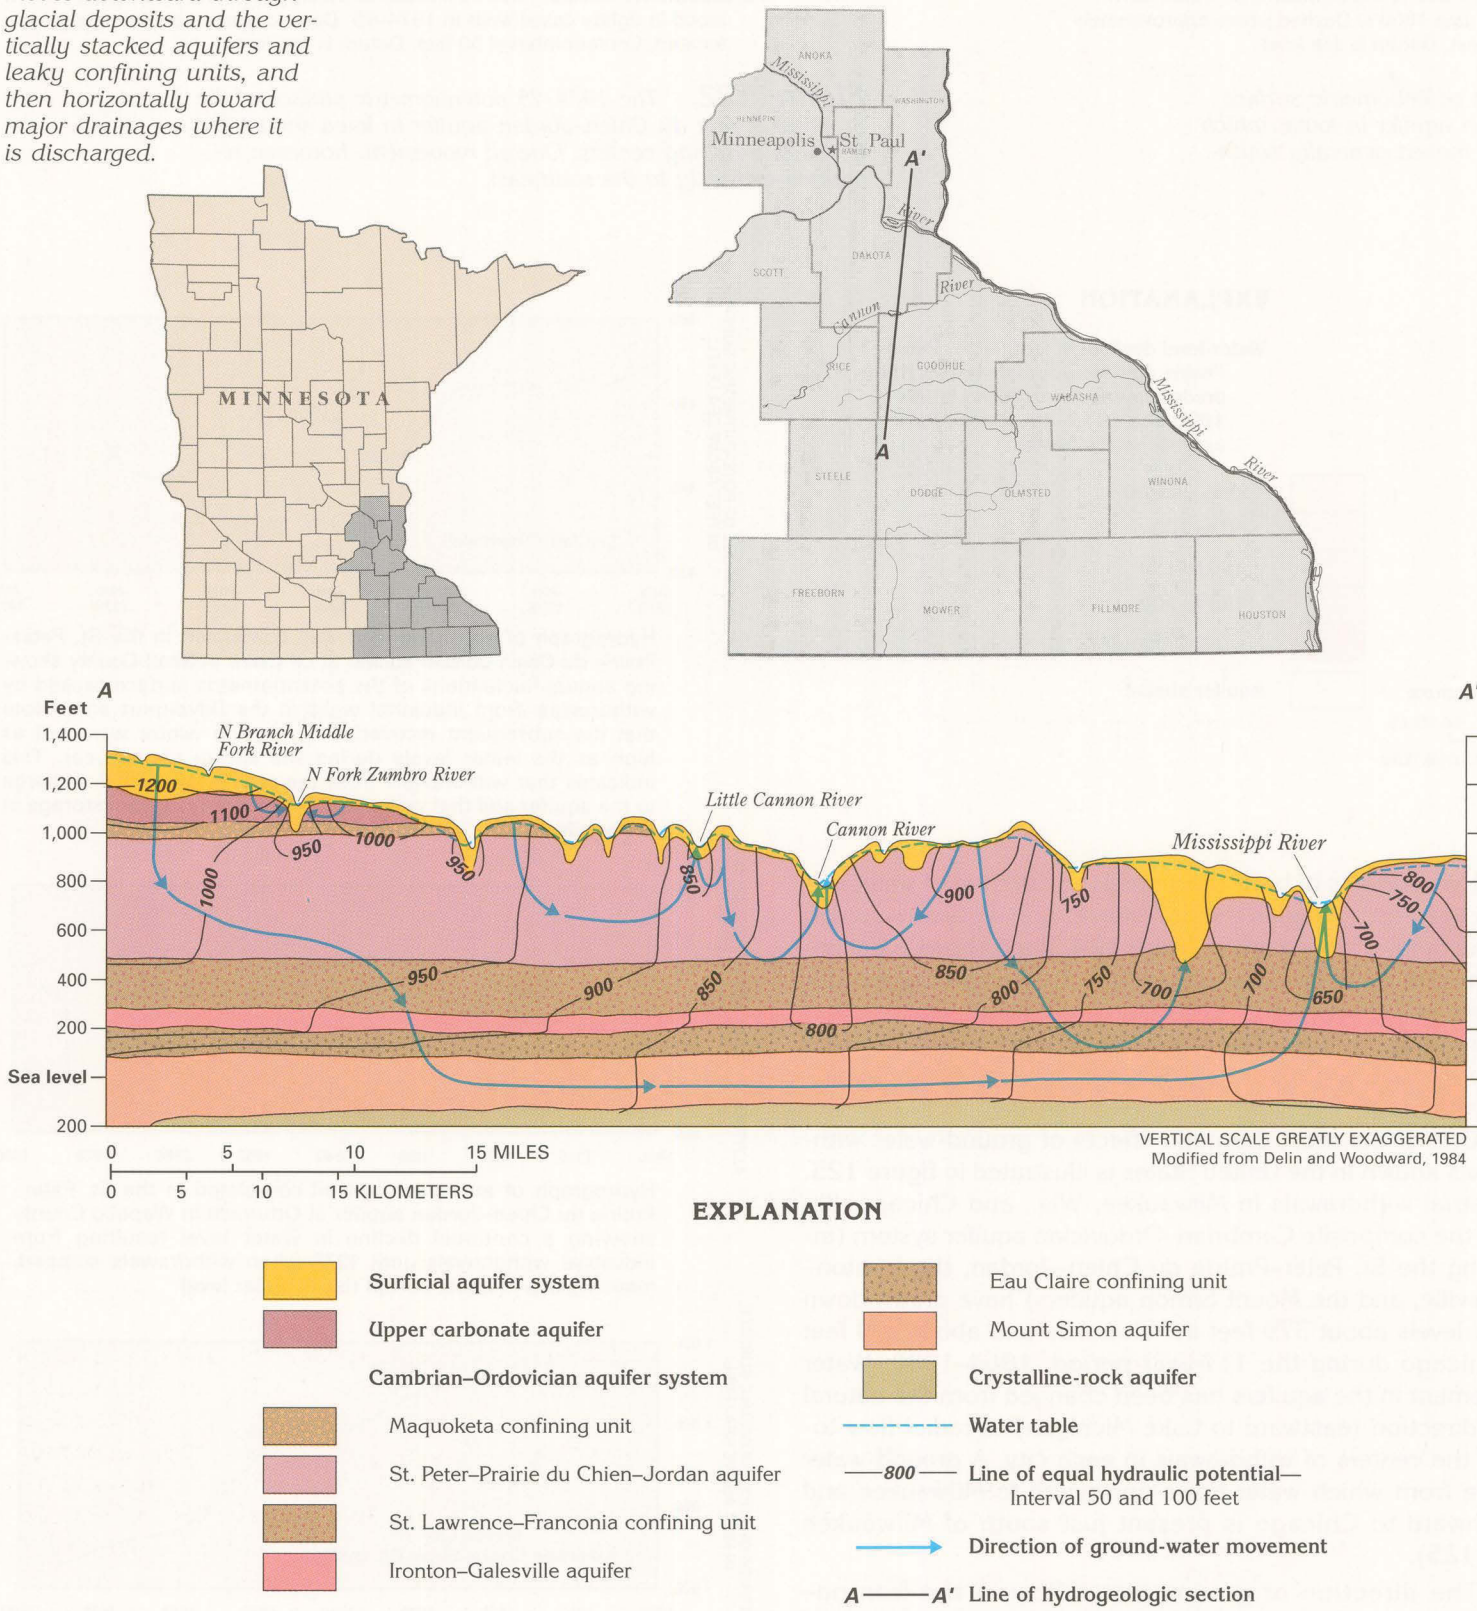 glacial deposits and the ver-
tically stacked aquifers and
leaky confining units, and
then horizontally toward
major drainages where it
is discharged.
MINNESOTA
ANOKA
Mississippi
WASHINGTON
HENNEPIN
Minneapolis
St Paul
RAMSEY
A'
River
DAKOTA
SCOTT
River
Cannon
RICE
GOODHUE
WABASHA
Mississippi
A
River
STEELE
DODGE
OLMSTED
WINONA
FREEBORN
MOWER
FILLMORE
HOUSTON
A
A'
Feet
1,400
1,200
1,000
800
600
400
200
Sea level
200
N Branch Middle
Fork River
N Fork Zumbro River
Little Cannon River
Cannon River
Mississippi River
1200
1100
1000
950
950
850
900
750
800
750
700
1000
950
900
850
850
800
750
700
700
650
800
0 5 10 15 MILES
0 5 10 15 KILOMETERS
VERTICAL SCALE GREATLY EXAGGERATED
Modified from Delin and Woodward, 1984
EXPLANATION
Surficial aquifer system
Upper carbonate aquifer
Cambrian–Ordovician aquifer system
Maquoketa confining unit
St. Peter–Prairie du Chien–Jordan aquifer
St. Lawrence–Franconia confining unit
Ironton–Galesville aquifer
Eau Claire confining unit
Mount Simon aquifer
Crystalline-rock aquifer
Water table
800 Line of equal hydraulic potential—
Interval 50 and 100 feet
Direction of ground-water movement
A A' Line of hydrogeologic section